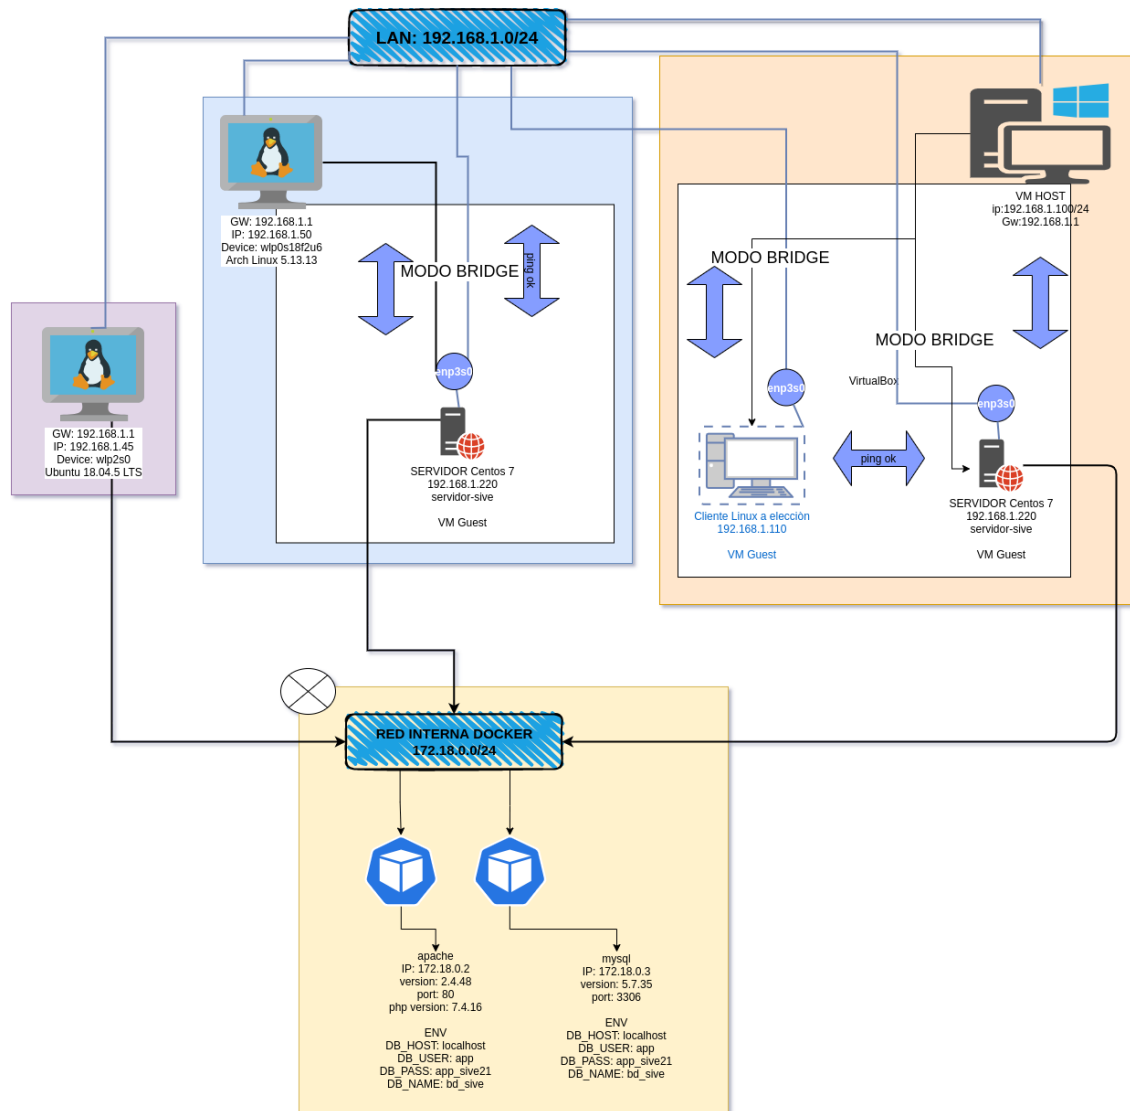 LAN: 192.168.1.0/24
GW: 192.168.1.1
IP: 192.168.1.50
Device: wlp0s18f2u6
Arch Linux 5.13.13
MODO BRIDGE
ping ok
enp3s0
SERVIDOR Centos 7
192.168.1.220
servidor-sive
VM Guest
VM HOST
ip:192.168.1.100/24
Gw:192.168.1.1
MODO BRIDGE
MODO BRIDGE
VirtualBox
enp3s0
enp3s0
ping ok
Cliente Linux a elecciòn
192.168.1.110
VM Guest
SERVIDOR Centos 7
192.168.1.220
servidor-sive
VM Guest
GW: 192.168.1.1
IP: 192.168.1.45
Device: wlp2s0
Ubuntu 18.04.5 LTS
RED INTERNA DOCKER
172.18.0.0/24
apache
IP: 172.18.0.2
version: 2.4.48
port: 80
php version: 7.4.16
ENV
DB_HOST: localhost
DB_USER: app
DB_PASS: app_sive21
DB_NAME: bd_sive
mysql
IP: 172.18.0.3
version: 5.7.35
port: 3306
ENV
DB_HOST: localhost
DB_USER: app
DB_PASS: app_sive21
DB_NAME: bd_sive